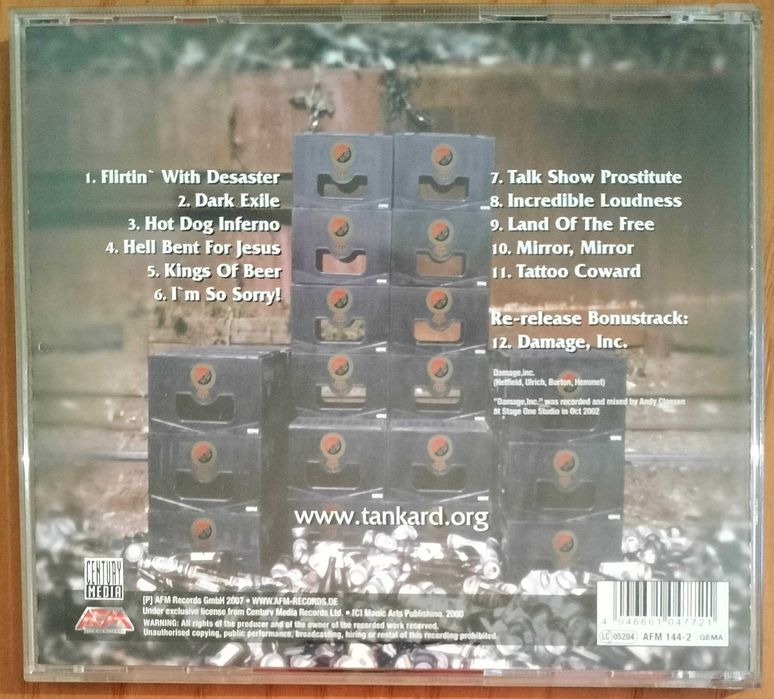 1. Flirtin` With Desaster
2. Dark Exile
3. Hot Dog Inferno
4. Hell Bent For Jesus
5. Kings Of Beer
6. I`m So Sorry!
7. Talk Show Prostitute
8. Incredible Loudness
9. Land Of The Free
10. Mirror, Mirror
11. Tattoo Coward
Re-release Bonustrack:
12. Damage, Inc.
Damage,Inc.
(Hetfield, Ulrich, Burton, Hammet)
"Damage,Inc." was recorded and mixed by Andy Classen
at Stage One Studio in Oct 2002
www.tankard.org
CENTURY
MEDIA
AFM
RECORDS
[P] AFM Records GmbH 2007 • WWW.AFM-RECORDS.DE
Under exclusive license from Century Media Records Ltd. • [C] Magic Arts Publishing. 2000
WARNING: All rights of the producer and of the owner of the recorded work reserved.
Unauthorised copying, public performance, broadcasting, hiring or rental of this recording prohibited.
4 046661 047721
LC 05204 AFM 144-2 GEMA